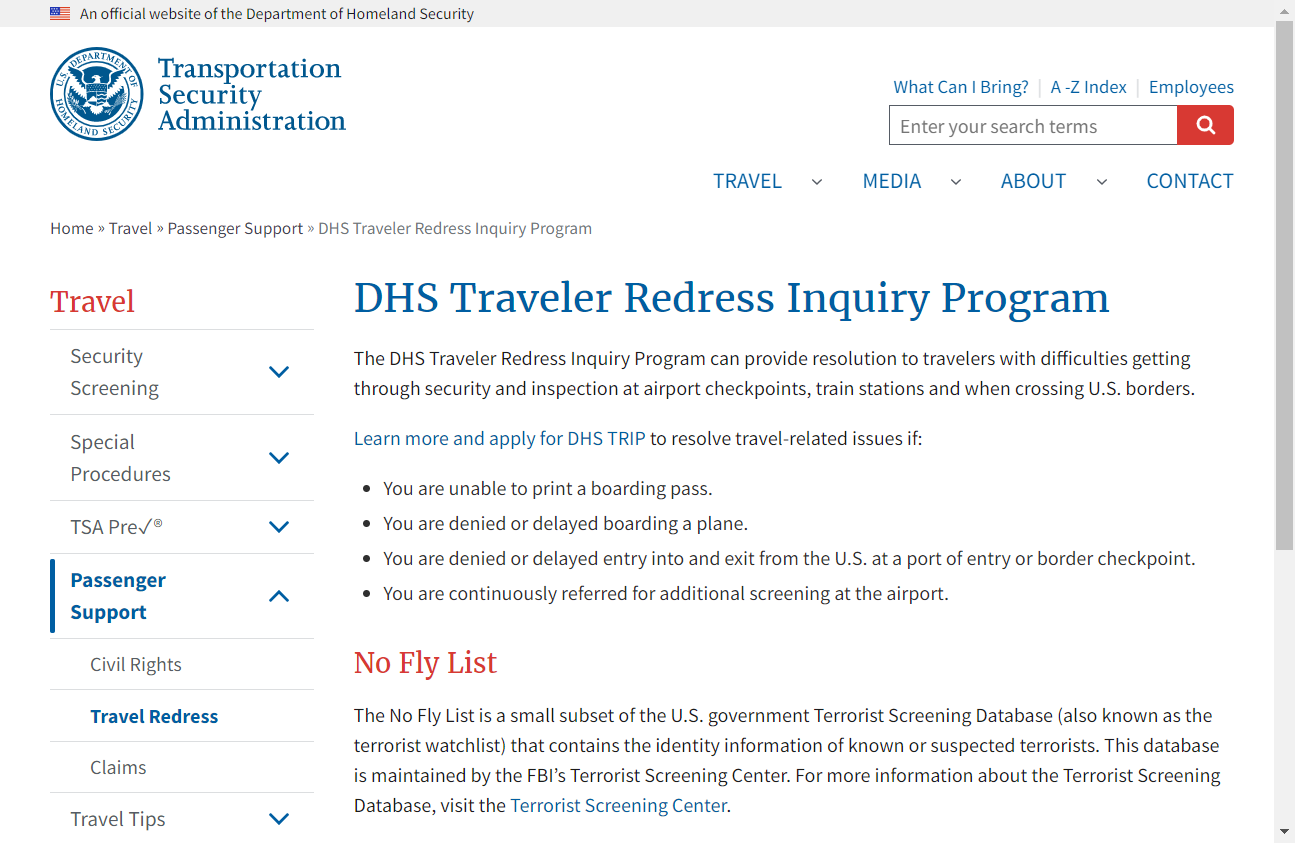 An official website of the Department of Homeland Security
U.S. DEPARTMENT OF HOMELAND SECURITY
Transportation
Security
Administration
What Can I Bring? A -Z Index Employees
Enter your search terms
TRAVEL MEDIA ABOUT CONTACT
Home » Travel » Passenger Support » DHS Traveler Redress Inquiry Program
Travel
Security
Screening
Special
Procedures
TSA Pre✓®
Passenger
Support
Civil Rights
Travel Redress
Claims
Travel Tips
DHS Traveler Redress Inquiry Program
The DHS Traveler Redress Inquiry Program can provide resolution to travelers with difficulties getting
through security and inspection at airport checkpoints, train stations and when crossing U.S. borders.
Learn more and apply for DHS TRIP to resolve travel-related issues if:
• You are unable to print a boarding pass.
• You are denied or delayed boarding a plane.
• You are denied or delayed entry into and exit from the U.S. at a port of entry or border checkpoint.
• You are continuously referred for additional screening at the airport.
No Fly List
The No Fly List is a small subset of the U.S. government Terrorist Screening Database (also known as the
terrorist watchlist) that contains the identity information of known or suspected terrorists. This database
is maintained by the FBI’s Terrorist Screening Center. For more information about the Terrorist Screening
Database, visit the Terrorist Screening Center.